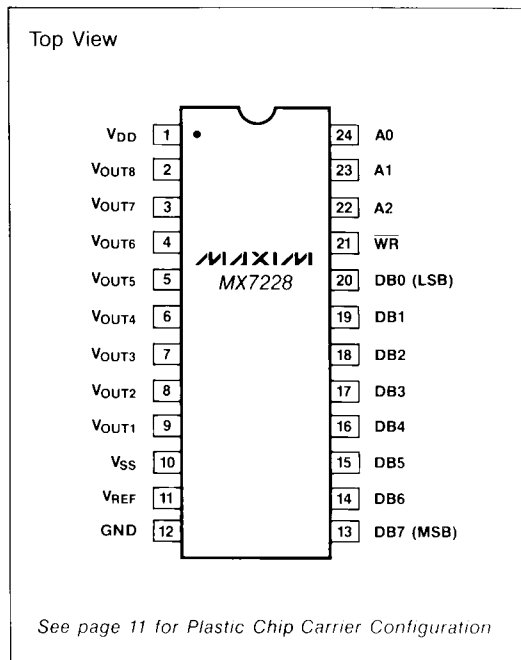 Top View
VDD 1
VOUT8 2
VOUT7 3
VOUT6 4
VOUT5 5
VOUT4 6
VOUT3 7
VOUT2 8
VOUT1 9
VSS 10
VREF 11
GND 12
MAXIM
MX7228
24 A0
23 A1
22 A2
21 W̅R̅
20 DB0 (LSB)
19 DB1
18 DB2
17 DB3
16 DB4
15 DB5
14 DB6
13 DB7 (MSB)
See page 11 for Plastic Chip Carrier Configuration